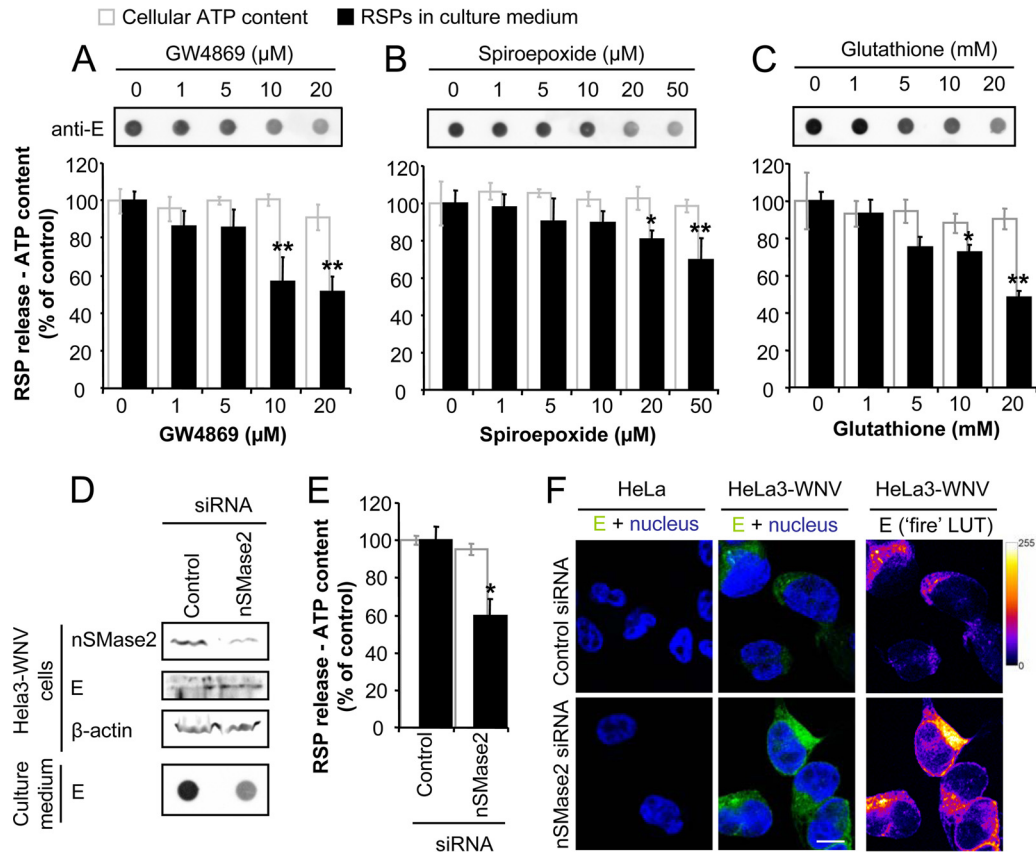 Cellular ATP content RSPs in culture medium
A
GW4869 (µM)
0 1 5 10 20
anti-E
RSP release - ATP content
(% of control)
120
100
80
60
40
20
0
** **
0 1 5 10 20
GW4869 (µM)
B
Spiroepoxide (µM)
0 1 5 10 20 50
120
100
80
60
40
20
0
* **
0 1 5 10 20 50
Spiroepoxide (µM)
C
Glutathione (mM)
0 1 5 10 20
120
100
80
60
40
20
0
* **
0 1 5 10 20
Glutathione (mM)
D
siRNA
Control nSMase2
Hela3-WNV
cells
nSMase2
E
β-actin
Culture
medium
E
E
RSP release - ATP content
(% of control)
120
100
80
60
40
20
0
*
Control nSMase2
siRNA
F
HeLa HeLa3-WNV HeLa3-WNV
E + nucleus E + nucleus E ('fire' LUT)
Control siRNA
nSMase2 siRNA
255
0